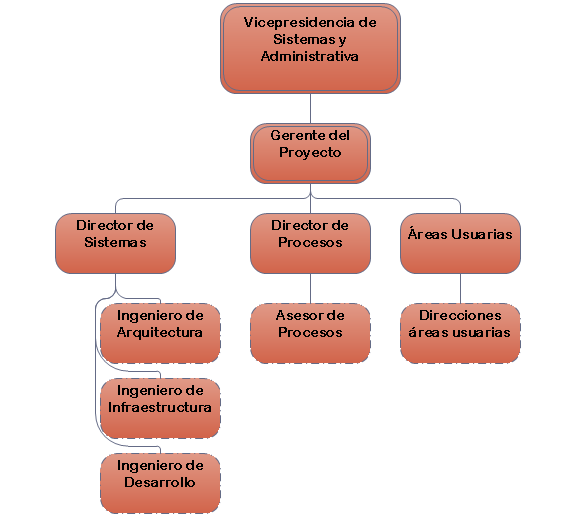 Vicepresidencia de
Sistemas y
Administrativa
Gerente del
Proyecto
Director de
Sistemas
Director de
Procesos
Áreas Usuarias
Ingeniero de
Arquitectura
Asesor de
Procesos
Direcciones
áreas usuarias
Ingeniero de
Infraestructura
Ingeniero de
Desarrollo